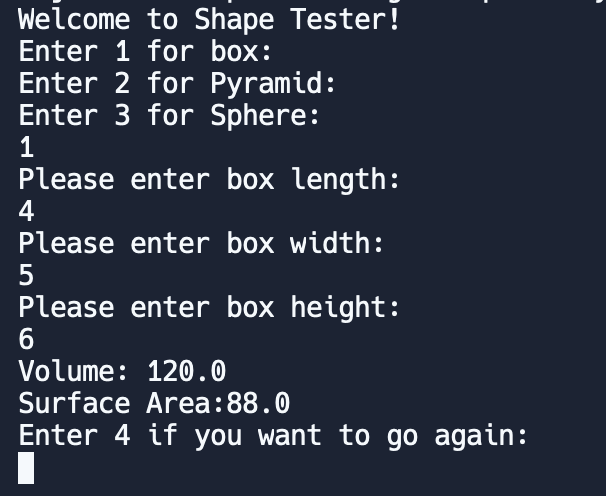 Welcome to Shape Tester!
Enter 1 for box:
Enter 2 for Pyramid:
Enter 3 for Sphere:
1
Please enter box length:
4
Please enter box width:
5
Please enter box height:
6
Volume: 120.0
Surface Area:88.0
Enter 4 if you want to go again: